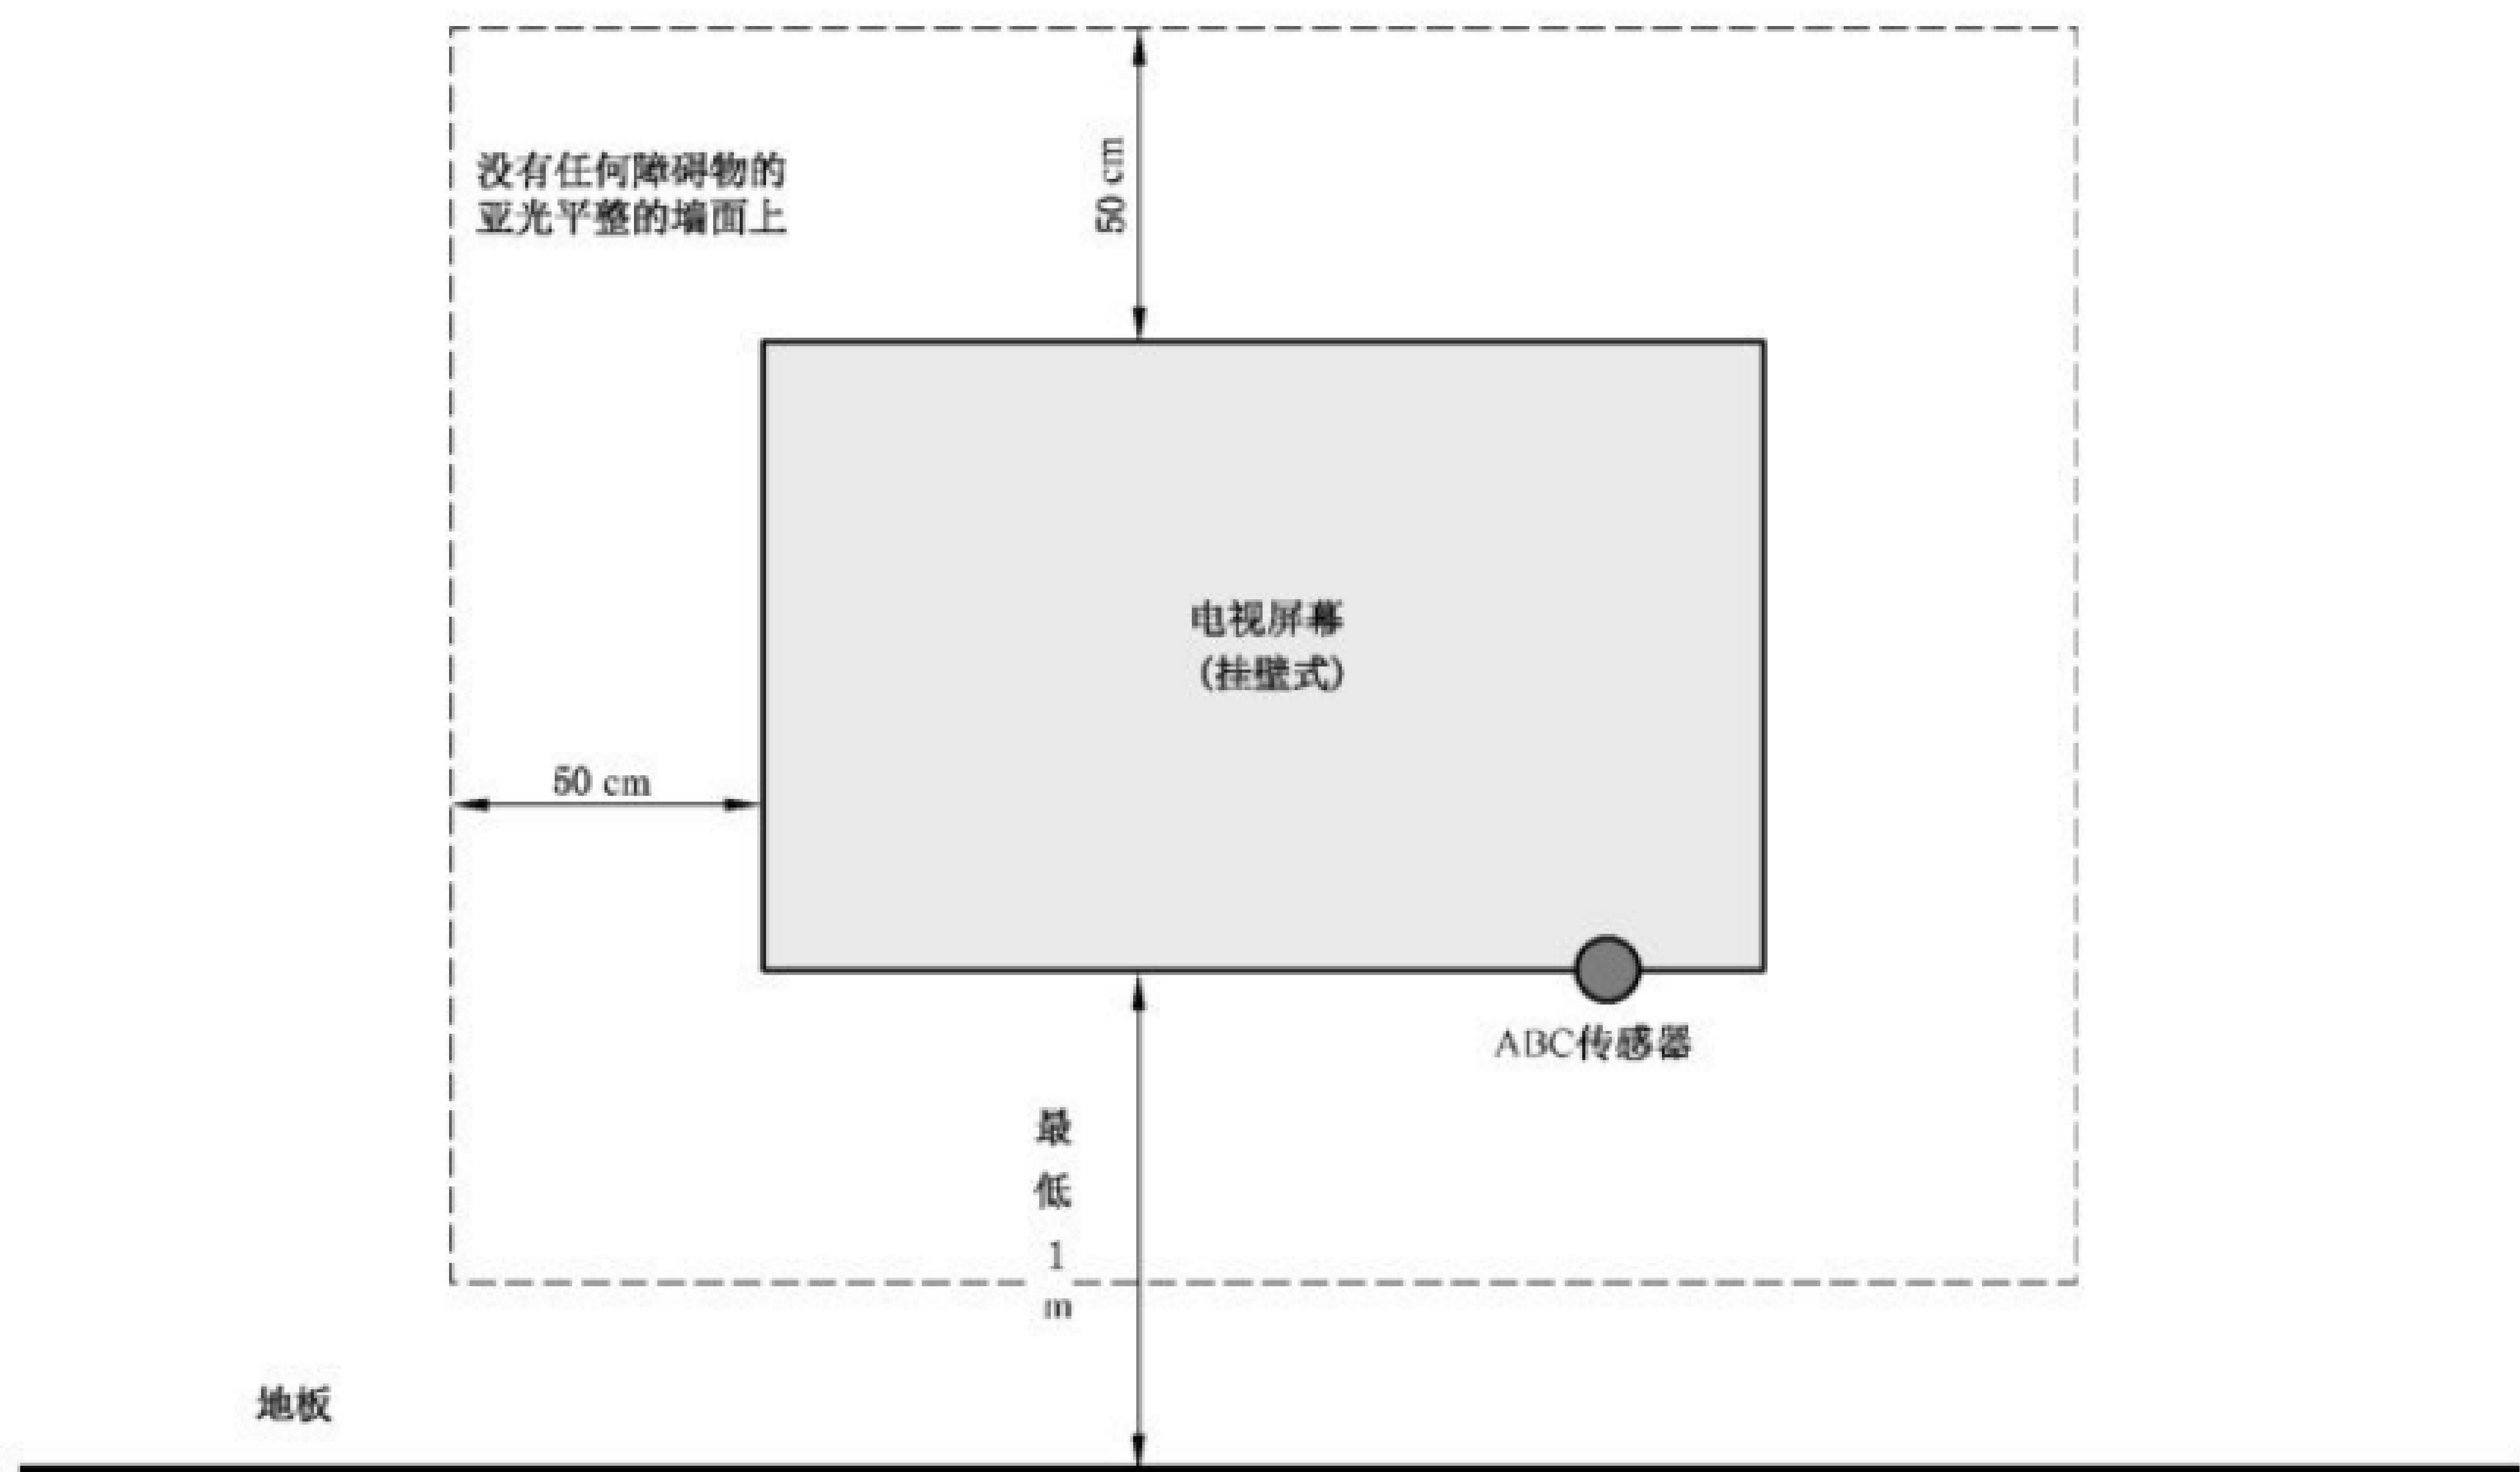 没有任何障碍物的
亚光平整的墙面上
50 cm
电视屏幕
(挂壁式)
50 cm
ABC传感器
最
低
1
m
地板